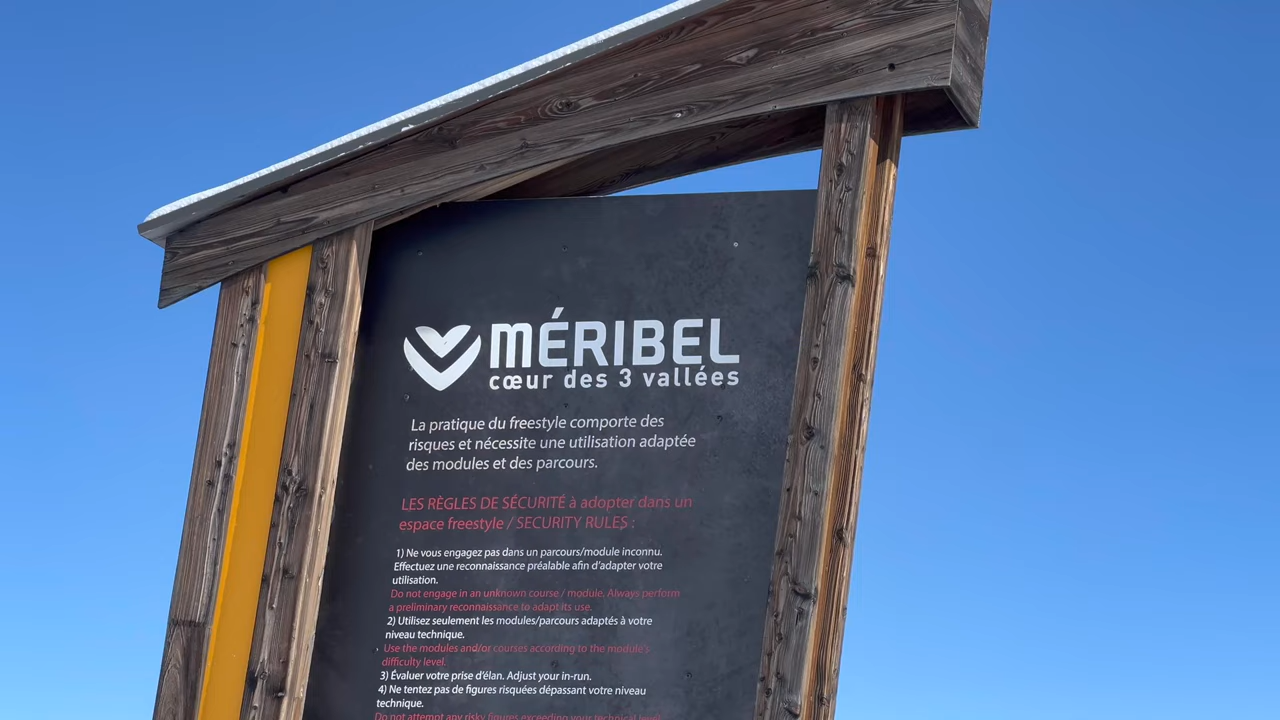 MÉRIBEL
cœur des 3 vallées
La pratique du freestyle comporte des
risques et nécessite une utilisation adaptée
des modules et des parcours.
LES RÈGLES DE SÉCURITÉ à adopter dans un
espace freestyle / SECURITY RULES :
1) Ne vous engagez pas dans un parcours/module inconnu.
Effectuez une reconnaissance préalable afin d'adapter votre
utilisation.
Do not engage in an unknown course / module. Always perform
a preliminary reconnaissance to adapt its use.
2) Utilisez seulement les modules/parcours adaptés à votre
niveau technique.
Use the modules and/or courses according to the module's
difficulty level.
3) Évaluer votre prise d'élan. Adjust your in-run.
4) Ne tentez pas de figures risquées dépassant votre niveau
technique.
Do not attempt any risky figures exceeding your technical level.